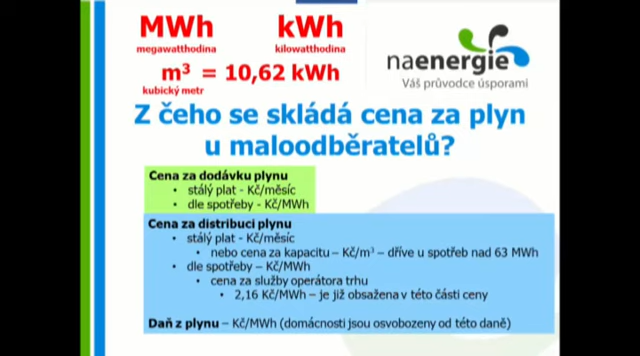 MWh kWh
megawatthodina kilowatthodina
m³ = 10,62 kWh
kubický metr
naenergie
Váš průvodce úsporami
Z čeho se skládá cena za plyn
u maloodběratelů?
Cena za dodávku plynu
• stálý plat - Kč/měsíc
• dle spotřeby - Kč/MWh
Cena za distribuci plynu
• stálý plat - Kč/měsíc
• nebo cena za kapacitu – Kč/m³ – dříve u spotřeb nad 63 MWh
• dle spotřeby – Kč/MWh
• cena za služby operátora trhu
• 2,16 Kč/MWh – je již obsažena v této části ceny
Daň z plynu – Kč/MWh (domácnosti jsou osvobozeny od této daně)